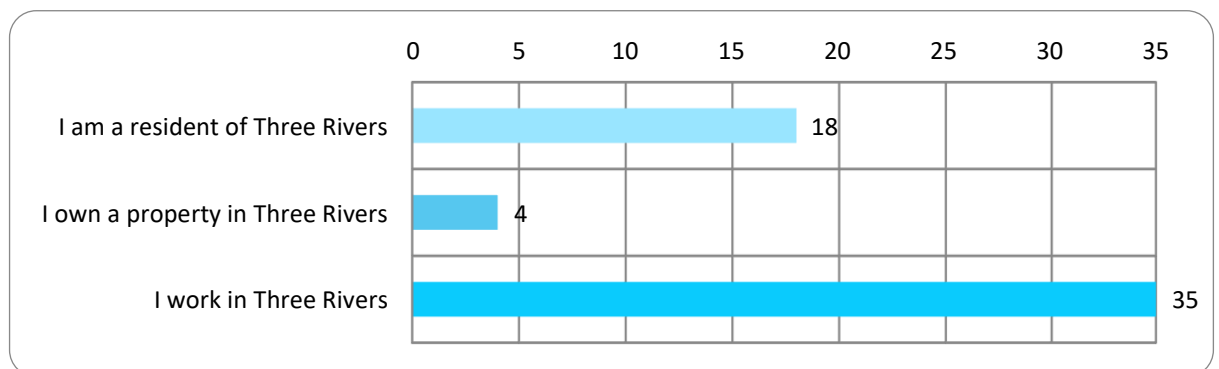 0 5 10 15 20 25 30 35
I am a resident of Three Rivers 18
I own a property in Three Rivers 4
I work in Three Rivers 35